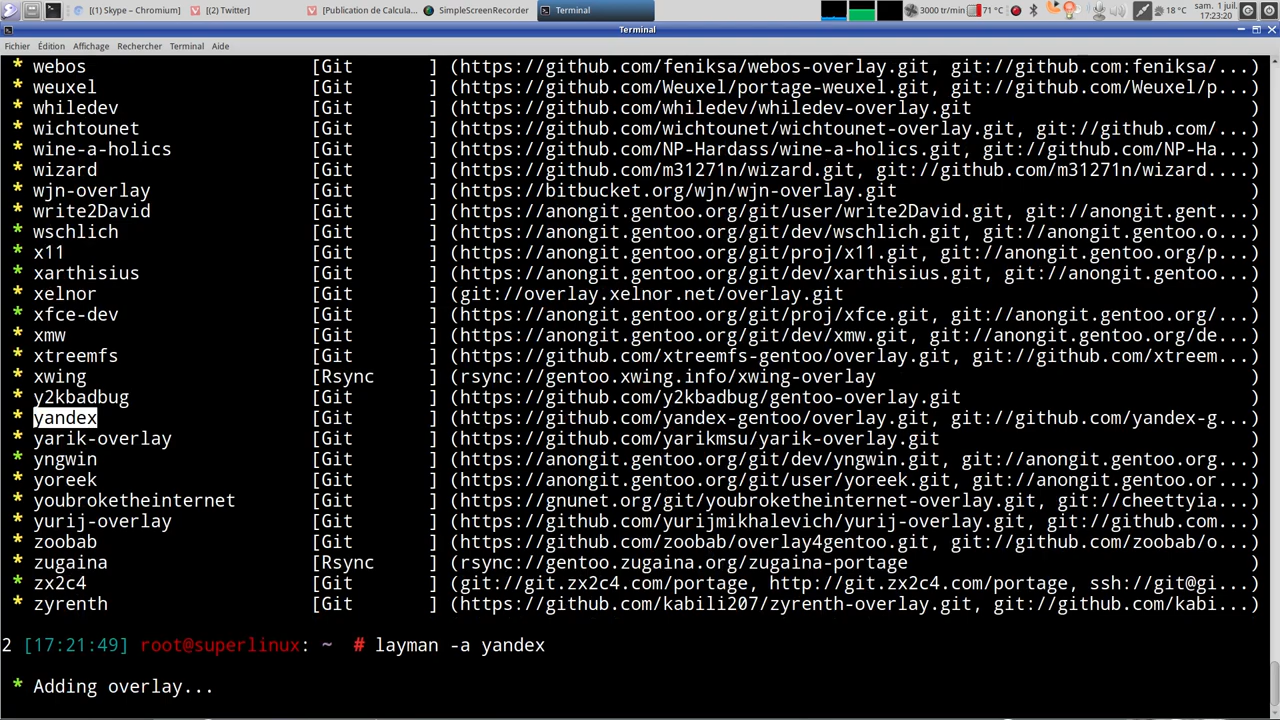 [(1) Skype – Chromium] [(2) Twitter] [Publication de Calcula... SimpleScreenRecorder Terminal 3000 tr/min 71 °C 18 °C sam. 1 juil. 17:23:20
Terminal
Fichier Édition Affichage Rechercher Terminal Aide
* webos [Git ] (https://github.com/feniksa/webos-overlay.git, git://github.com:feniksa/...)
* weuxel [Git ] (https://github.com/Weuxel/portage-weuxel.git, git://github.com/Weuxel/p...)
* whiledev [Git ] (https://github.com/whiledev/whiledev-overlay.git )
* wichtounet [Git ] (https://github.com/wichtounet/wichtounet-overlay.git, git://github.com/...)
* wine-a-holics [Git ] (https://github.com/NP-Hardass/wine-a-holics.git, git://github.com/NP-Ha...)
* wizard [Git ] (https://github.com/m31271n/wizard.git, git://github.com/m31271n/wizard....)
* wjn-overlay [Git ] (https://bitbucket.org/wjn/wjn-overlay.git )
* write2David [Git ] (https://anongit.gentoo.org/git/user/write2David.git, git://anongit.gent...)
* wschlich [Git ] (https://anongit.gentoo.org/git/dev/wschlich.git, git://anongit.gentoo.o...)
* x11 [Git ] (https://anongit.gentoo.org/git/proj/x11.git, git://anongit.gentoo.org/p...)
* xarthisius [Git ] (https://anongit.gentoo.org/git/dev/xarthisius.git, git://anongit.gentoo...)
* xelnor [Git ] (git://overlay.xelnor.net/overlay.git )
* xfce-dev [Git ] (https://anongit.gentoo.org/git/proj/xfce.git, git://anongit.gentoo.org/...)
* xmw [Git ] (https://anongit.gentoo.org/git/dev/xmw.git, git://anongit.gentoo.org/de...)
* xtreemfs [Git ] (https://github.com/xtreemfs-gentoo/overlay.git, git://github.com/xtreem...)
* xwing [Rsync ] (rsync://gentoo.xwing.info/xwing-overlay )
* y2kbadbug [Git ] (https://github.com/y2kbadbug/gentoo-overlay.git )
* yandex [Git ] (https://github.com/yandex-gentoo/overlay.git, git://github.com/yandex-g...)
* yarik-overlay [Git ] (https://github.com/yarikmsu/yarik-overlay.git )
* yngwin [Git ] (https://anongit.gentoo.org/git/dev/yngwin.git, git://anongit.gentoo.org...)
* yoreek [Git ] (https://anongit.gentoo.org/git/user/yoreek.git, git://anongit.gentoo.or...)
* youbroketheinternet [Git ] (https://gnunet.org/git/youbroketheinternet-overlay.git, git://cheettyia...)
* yurij-overlay [Git ] (https://github.com/yurijmikhalevich/yurij-overlay.git, git://github.com...)
* zoobab [Git ] (https://github.com/zoobab/overlay4gentoo.git, git://github.com/zoobab/o...)
* zugaina [Rsync ] (rsync://gentoo.zugaina.org/zugaina-portage )
* zx2c4 [Git ] (git://git.zx2c4.com/portage, http://git.zx2c4.com/portage, ssh://git@gi...)
* zyrenth [Git ] (https://github.com/kabili207/zyrenth-overlay.git, git://github.com/kabi...)
2 [17:21:49] root@superlinux: ~ # layman -a yandex
* Adding overlay...